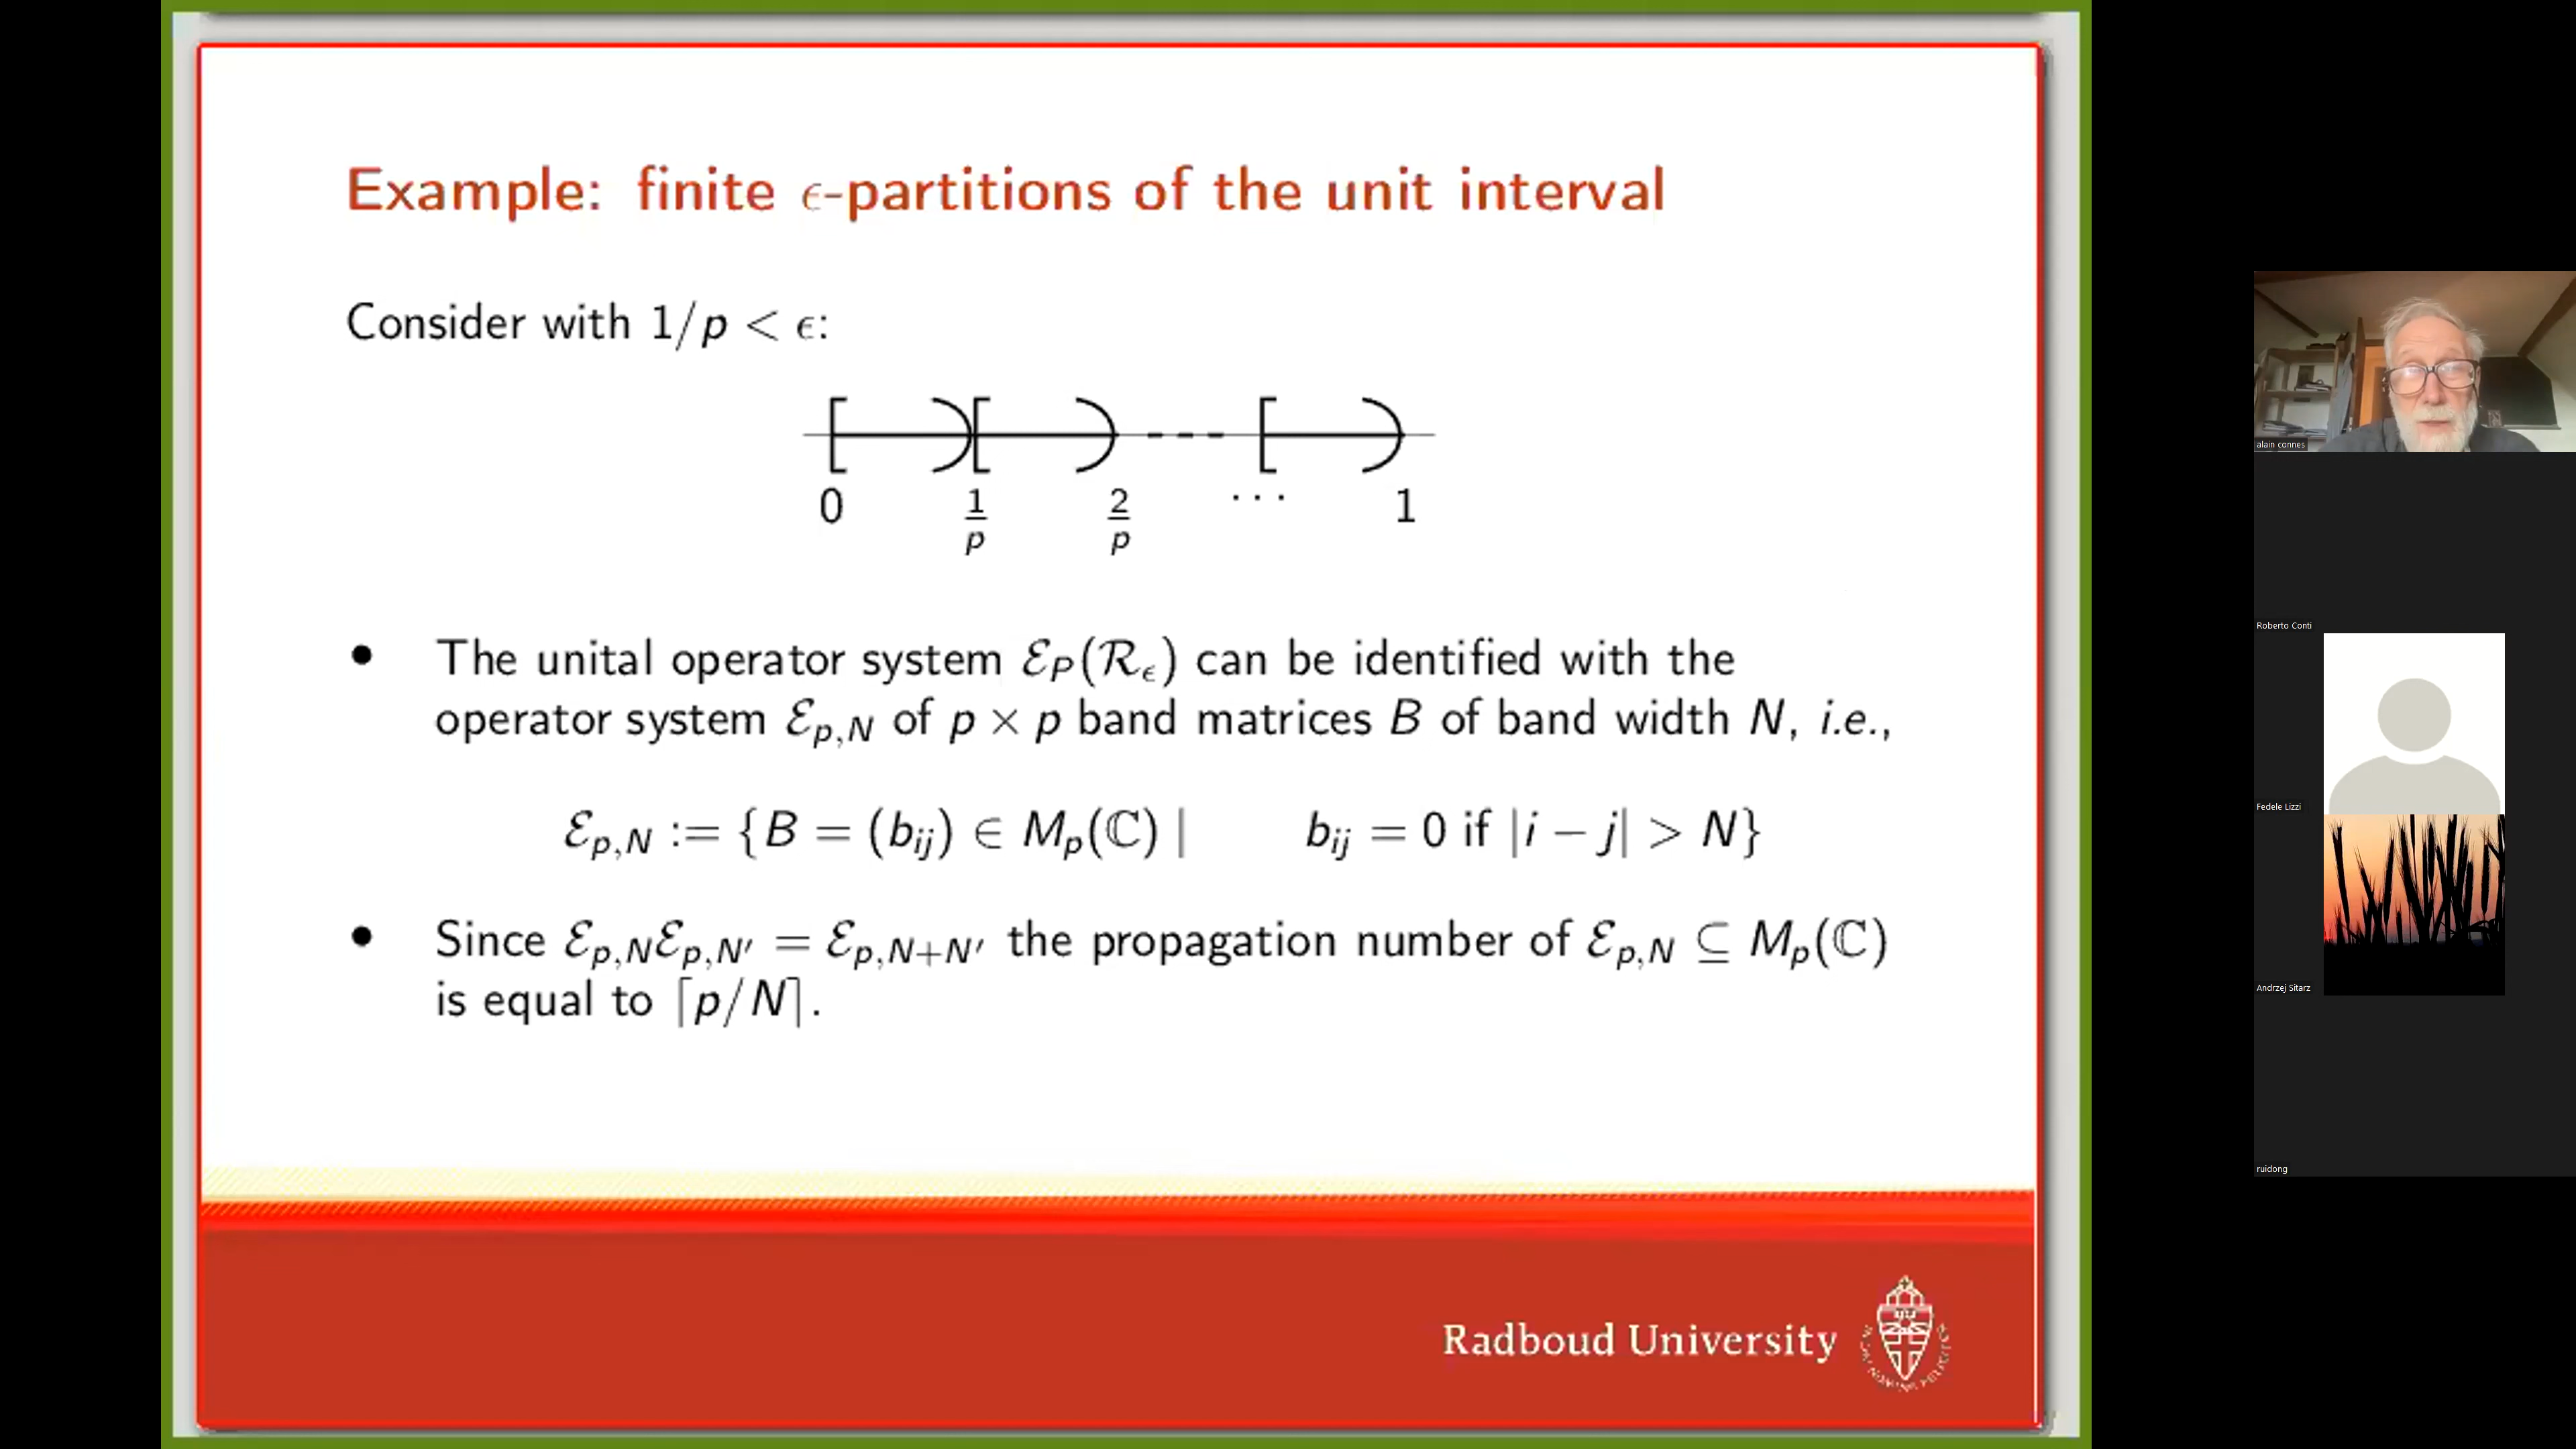 Example: finite ϵ-partitions of the unit interval
Consider with 1/p < ϵ:
0 1/p 2/p ··· 1
• The unital operator system ℰ_P(ℛ_ϵ) can be identified with the
operator system ℰ_{p,N} of p × p band matrices B of band width N, i.e.,
ℰ_{p,N} := {B = (b_{ij}) ∈ M_p(ℂ) | b_{ij} = 0 if |i − j| > N}
• Since ℰ_{p,N}ℰ_{p,N′} = ℰ_{p,N+N′} the propagation number of ℰ_{p,N} ⊆ M_p(ℂ)
is equal to ⌈p/N⌉.
Radboud University
alain connes
Roberto Conti
Fedele Lizzi
Andrzej Sitarz
ruidong